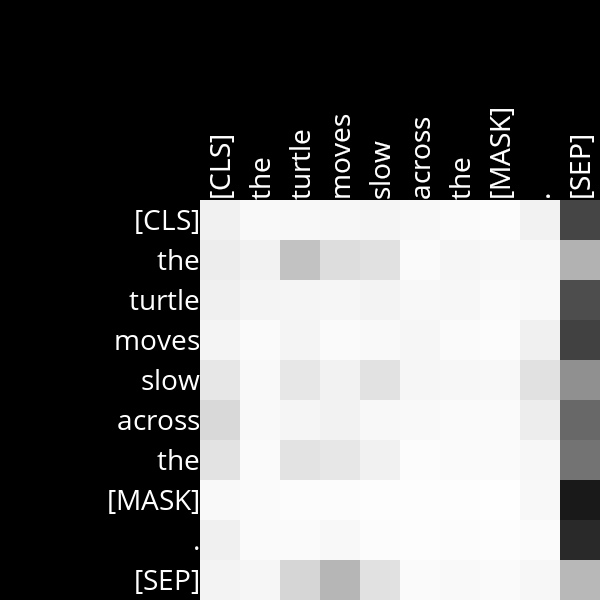 [CLS] the turtle moves slow across the [MASK] . [SEP]
[CLS]
the
turtle
moves
slow
across
the
[MASK]
.
[SEP]